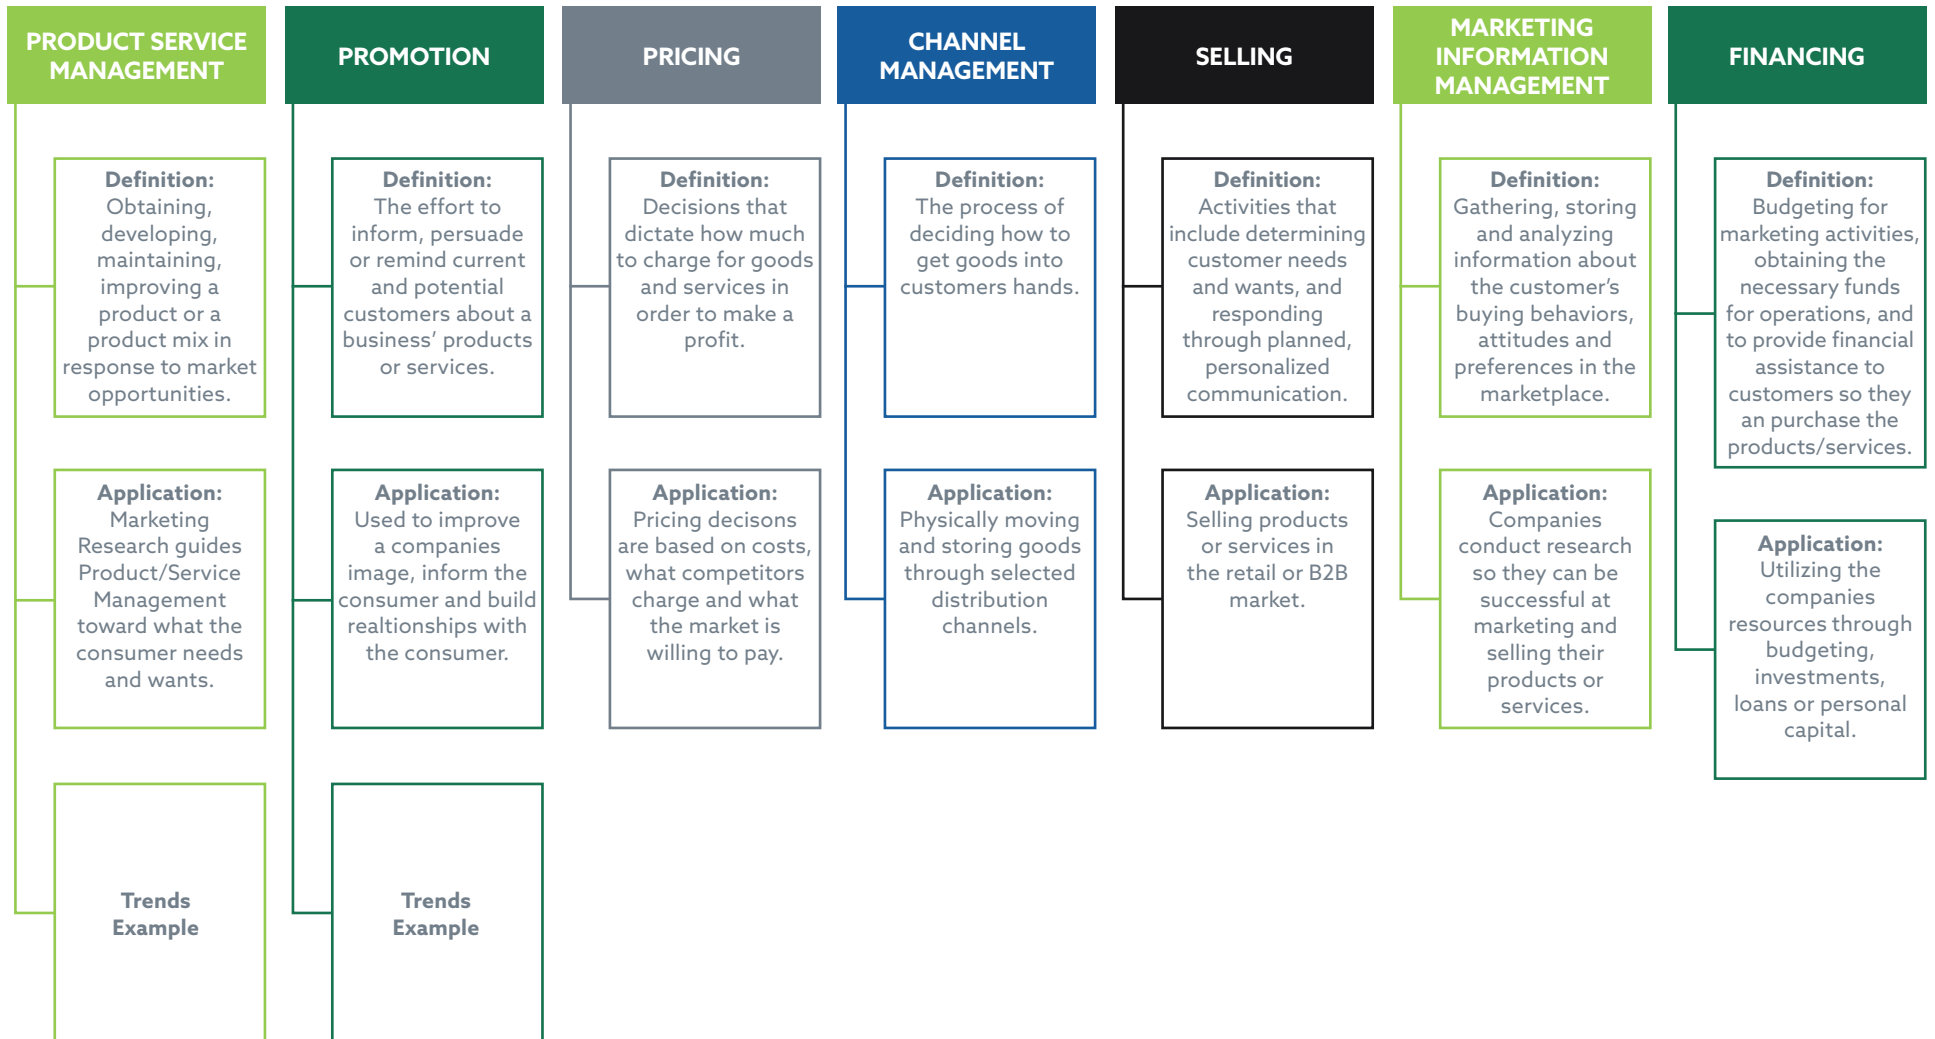 PRODUCT SERVICE
MANAGEMENT
Definition:
Obtaining,
developing,
maintaining,
improving a
product or a
product mix in
response to market
opportunities.
Application:
Marketing
Research guides
Product/Service
Management
toward what the
consumer needs
and wants.
Trends
Example
PROMOTION
Definition:
The effort to
inform, persuade
or remind current
and potential
customers about a
business’ products
or services.
Application:
Used to improve
a companies
image, inform the
consumer and build
realtionships with
the consumer.
Trends
Example
PRICING
Definition:
Decisions that
dictate how much
to charge for goods
and services in
order to make a
profit.
Application:
Pricing decisons
are based on costs,
what competitors
charge and what
the market is
willing to pay.
CHANNEL
MANAGEMENT
Definition:
The process of
deciding how to
get goods into
customers hands.
Application:
Physically moving
and storing goods
through selected
distribution
channels.
SELLING
Definition:
Activities that
include determining
customer needs
and wants, and
responding
through planned,
personalized
communication.
Application:
Selling products
or services in
the retail or B2B
market.
MARKETING
INFORMATION
MANAGEMENT
Definition:
Gathering, storing
and analyzing
information about
the customer’s
buying behaviors,
attitudes and
preferences in the
marketplace.
Application:
Companies
conduct research
so they can be
successful at
marketing and
selling their
products or
services.
FINANCING
Definition:
Budgeting for
marketing activities,
obtaining the
necessary funds
for operations, and
to provide financial
assistance to
customers so they
an purchase the
products/services.
Application:
Utilizing the
companies
resources through
budgeting,
investments,
loans or personal
capital.